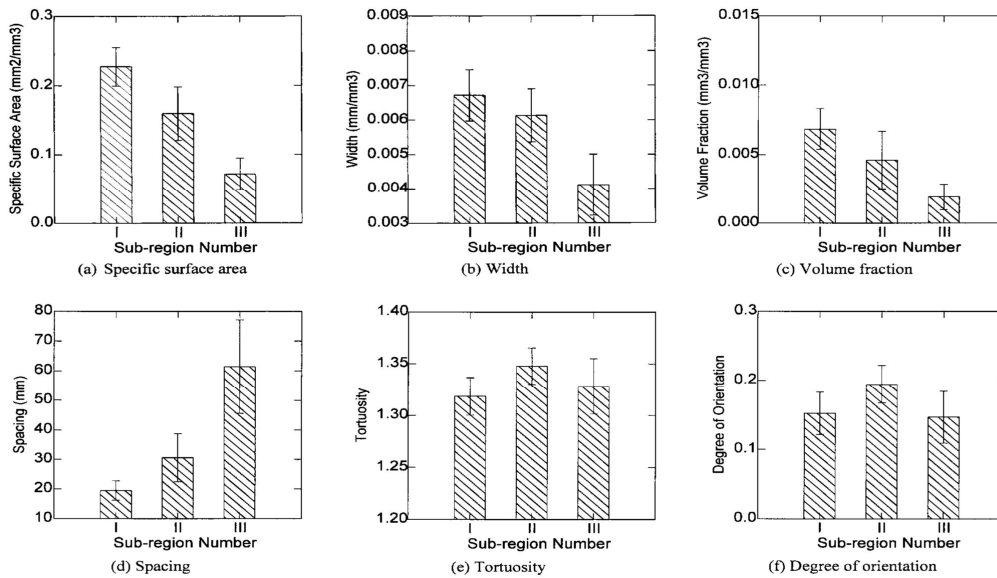 0.3
0.2
0.1
0.0
Specific Surface Area (mm2/mm3)
I II III
Sub-region Number
(a) Specific surface area
0.009
0.008
0.007
0.006
0.005
0.004
0.003
Width (mm/mm3)
I II III
Sub-region Number
(b) Width
0.015
0.010
0.005
0.000
Volume Fraction (mm3/mm3)
I II III
Sub-region Number
(c) Volume fraction
80
70
60
50
40
30
20
10
Spacing (mm)
I II III
Sub-region Number
(d) Spacing
1.40
1.35
1.30
1.25
1.20
Tortuosity
I II III
Sub-region Number
(e) Tortuosity
0.3
0.2
0.1
0.0
Degree of Orientation
I II III
Sub-region Number
(f) Degree of orientation